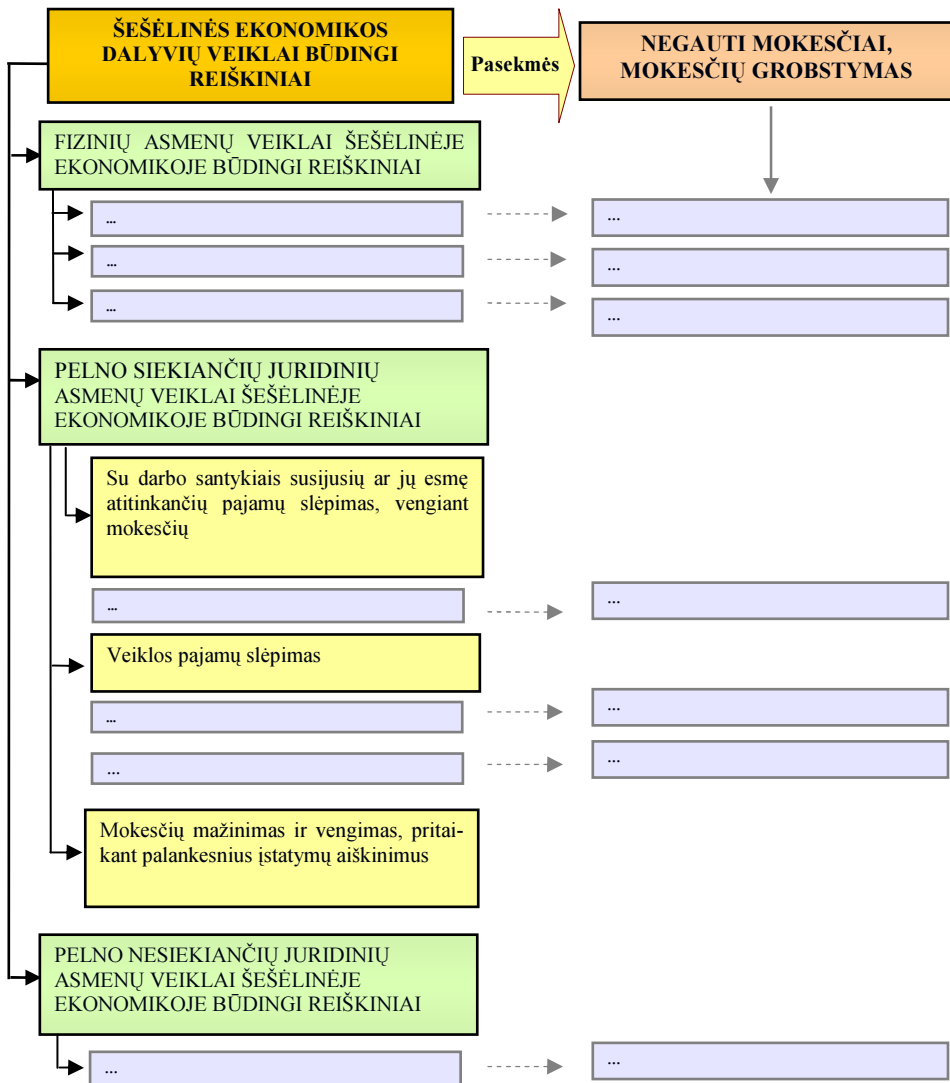 ŠEŠĖLINĖS EKONOMIKOS
DALYVIŲ VEIKLAI BŪDINGI
REIŠKINIAI
Pasekmės
NEGAUTI MOKESČIAI,
MOKESČIŲ GROBSTYMAS
FIZINIŲ ASMENŲ VEIKLAI ŠEŠĖLINĖJE
EKONOMIKOJE BŪDINGI REIŠKINIAI
...
...
...
...
...
...
PELNO SIEKIANČIŲ JURIDINIŲ
ASMENŲ VEIKLAI ŠEŠĖLINĖJE
EKONOMIKOJE BŪDINGI REIŠKINIAI
Su darbo santykiais susijusių ar jų esmę
atitinkančių pajamų slėpimas, vengiant
mokesčių
...
...
Veiklos pajamų slėpimas
...
...
...
...
Mokesčių mažinimas ir vengimas, pritai-
kant palankesnius įstatymų aiškinimus
PELNO NESIEKIANČIŲ JURIDINIŲ
ASMENŲ VEIKLAI ŠEŠĖLINĖJE
EKONOMIKOJE BŪDINGI REIŠKINIAI
...
...